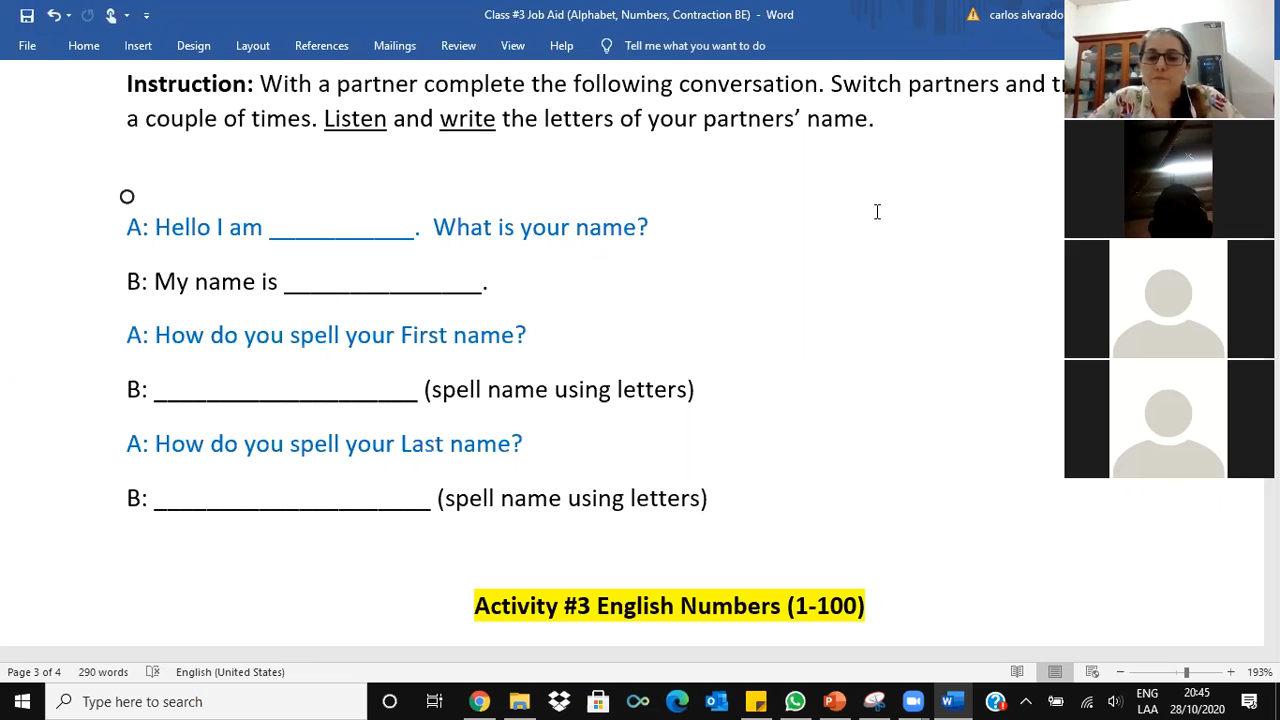 Class #3 Job Aid (Alphabet, Numbers, Contraction BE) - Word
carlos alvarado
File Home Insert Design Layout References Mailings Review View Help Tell me what you want to do
Instruction: With a partner complete the following conversation. Switch partners and
a couple of times. Listen and write the letters of your partners’ name.
A: Hello I am ___________. What is your name?
B: My name is _______________.
A: How do you spell your First name?
B: ____________________ (spell name using letters)
A: How do you spell your Last name?
B: _____________________ (spell name using letters)
Activity #3 English Numbers (1-100)
Page 3 of 4 290 words English (United States) 193%
Type here to search
ENG 20:45
LAA 28/10/2020